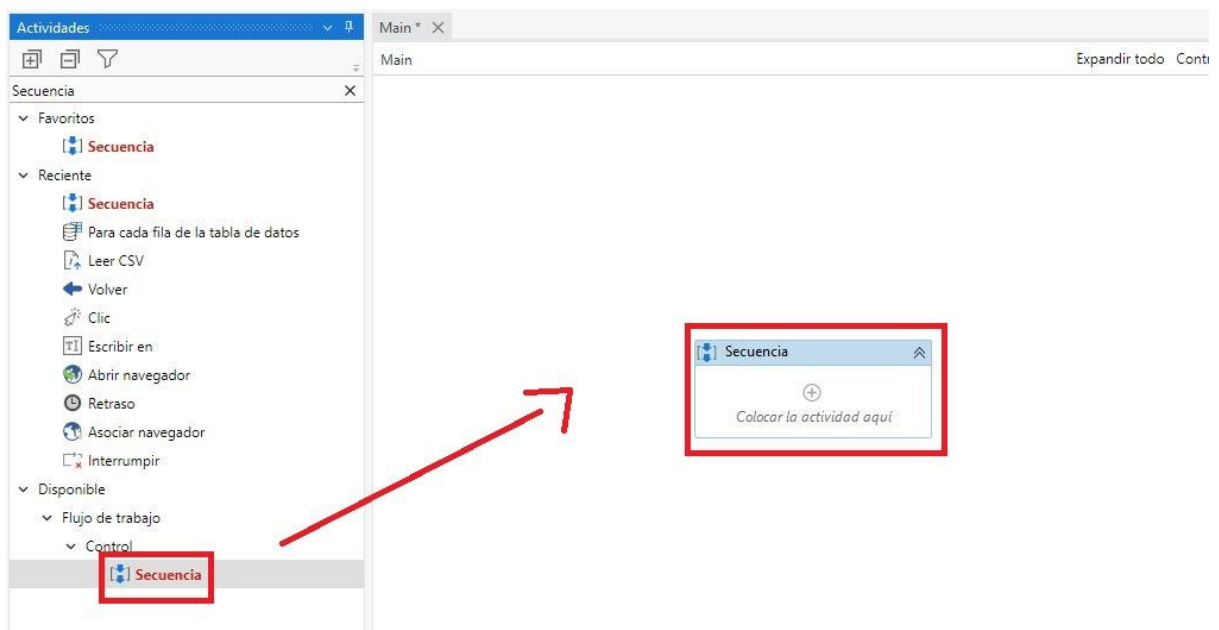 Actividades
Secuencia
Favoritos
Secuencia
Reciente
Secuencia
Para cada fila de la tabla de datos
Leer CSV
Volver
Clic
Escribir en
Abrir navegador
Retraso
Asociar navegador
Interrumpir
Disponible
Flujo de trabajo
Control
Secuencia
Main *
Main
Expandir todo Contr
Secuencia
Colocar la actividad aquí